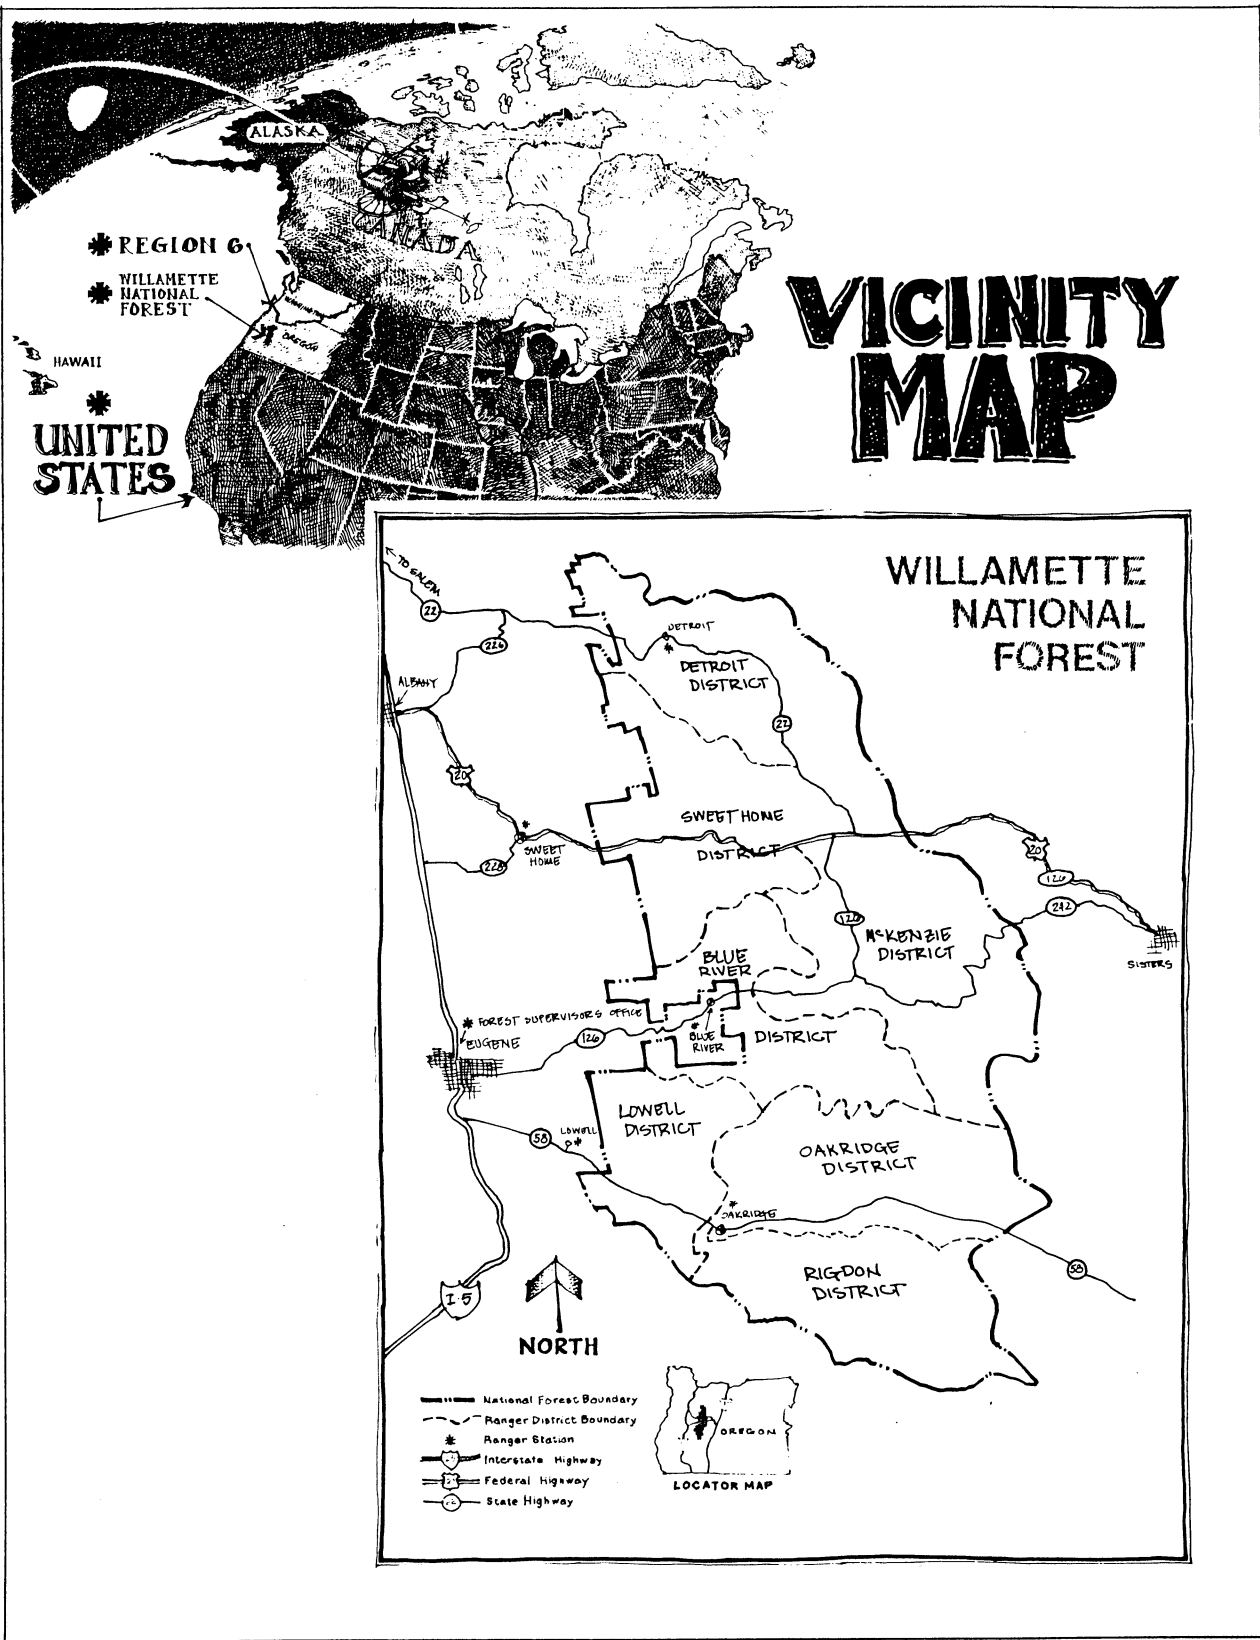 ALASKA
CANADA
REGION 6
WILLAMETTE
NATIONAL
FOREST
OREGON
HAWAII
UNITED
STATES
VICINITY
MAP
WILLAMETTE
NATIONAL
FOREST
TO SALEM
22
226
DETROIT
DETROIT
DISTRICT
ALBANY
22
20
SWEET HOME
DISTRICT
SWEET
HOME
228
20
126
242
126
McKENZIE
DISTRICT
SISTERS
BLUE
RIVER
DISTRICT
FOREST SUPERVISORS OFFICE
EUGENE
126
BLUE
RIVER
LOWELL
DISTRICT
LOWELL
58
OAKRIDGE
DISTRICT
OAKRIDGE
RIGDON
DISTRICT
58
I-5
NORTH
National Forest Boundary
Ranger District Boundary
Ranger Station
Interstate Highway
Federal Highway
State Highway
OREGON
LOCATOR MAP